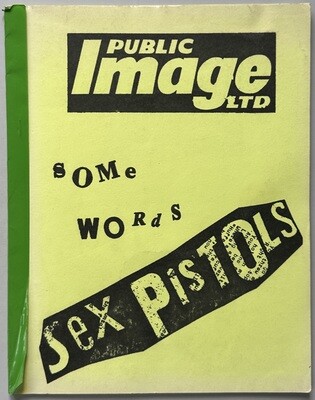 PUBLIC
Image
LTD
SOMe
WORdS
SeX PisTOLS